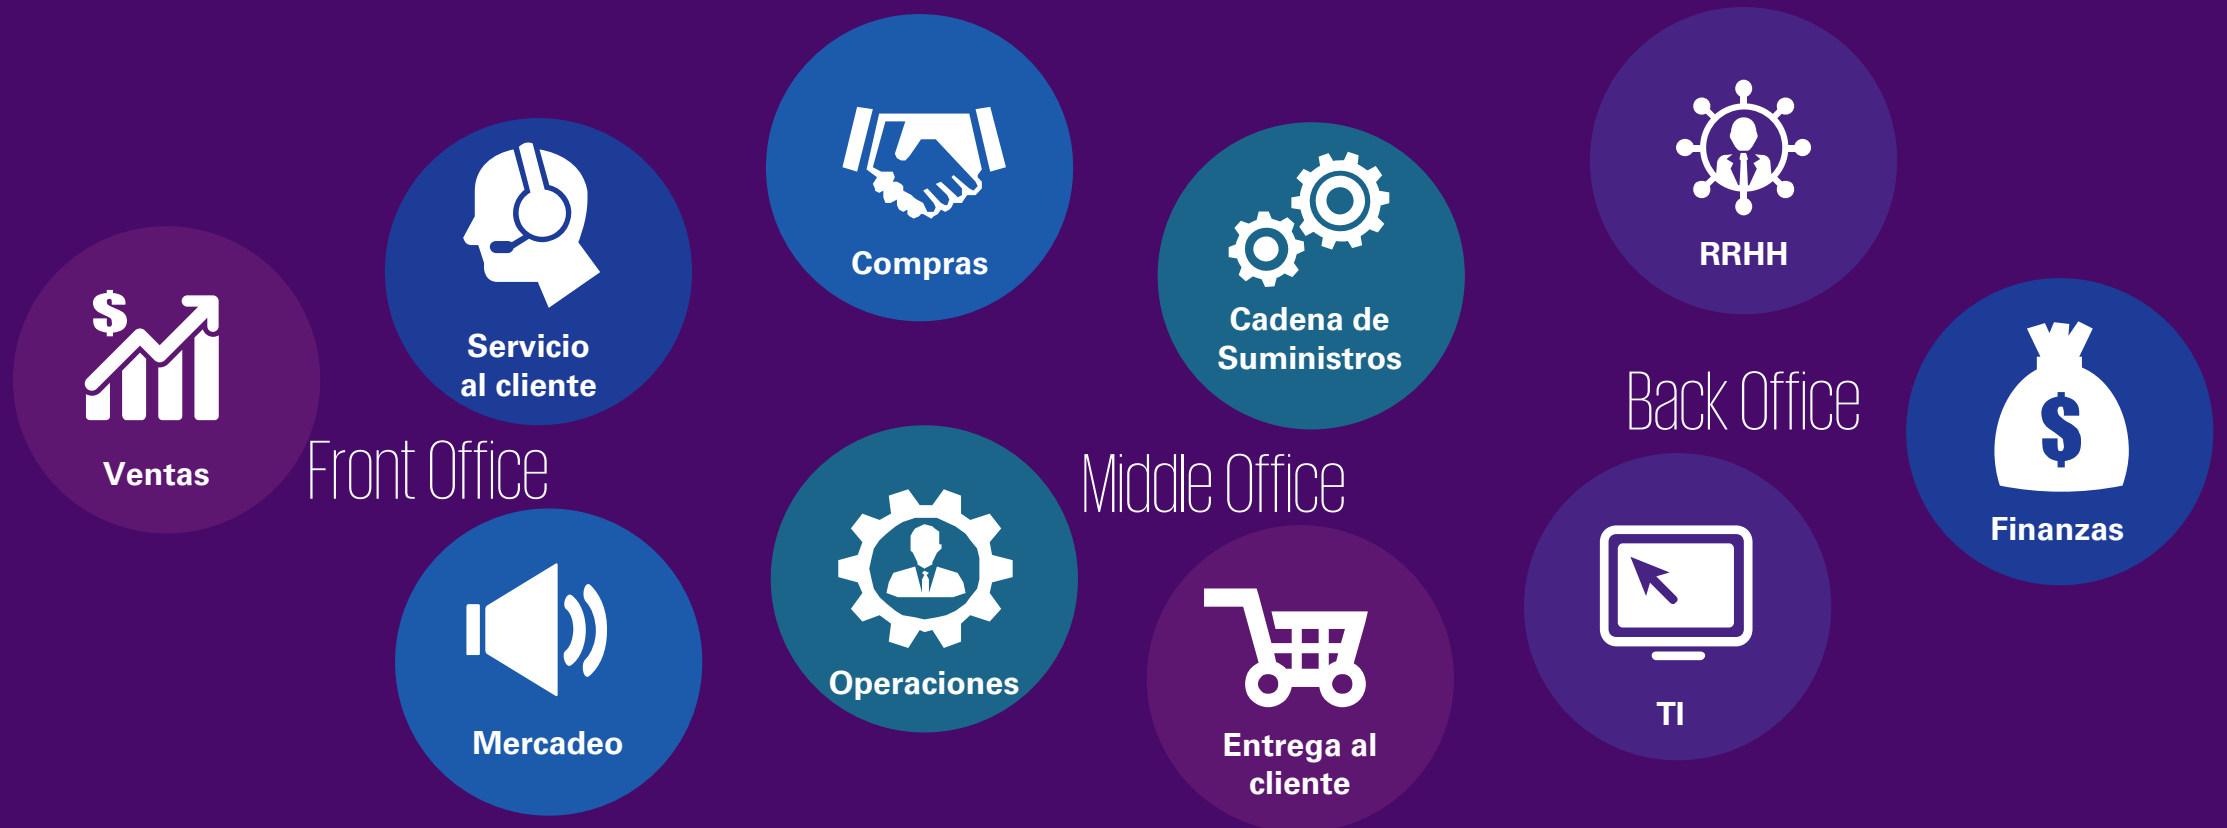 $
Ventas
Servicio
al cliente
Front Office
Mercadeo
Compras
Operaciones
Cadena de
Suministros
Middle Office
Entrega al
cliente
RRHH
Back Office
TI
$
Finanzas